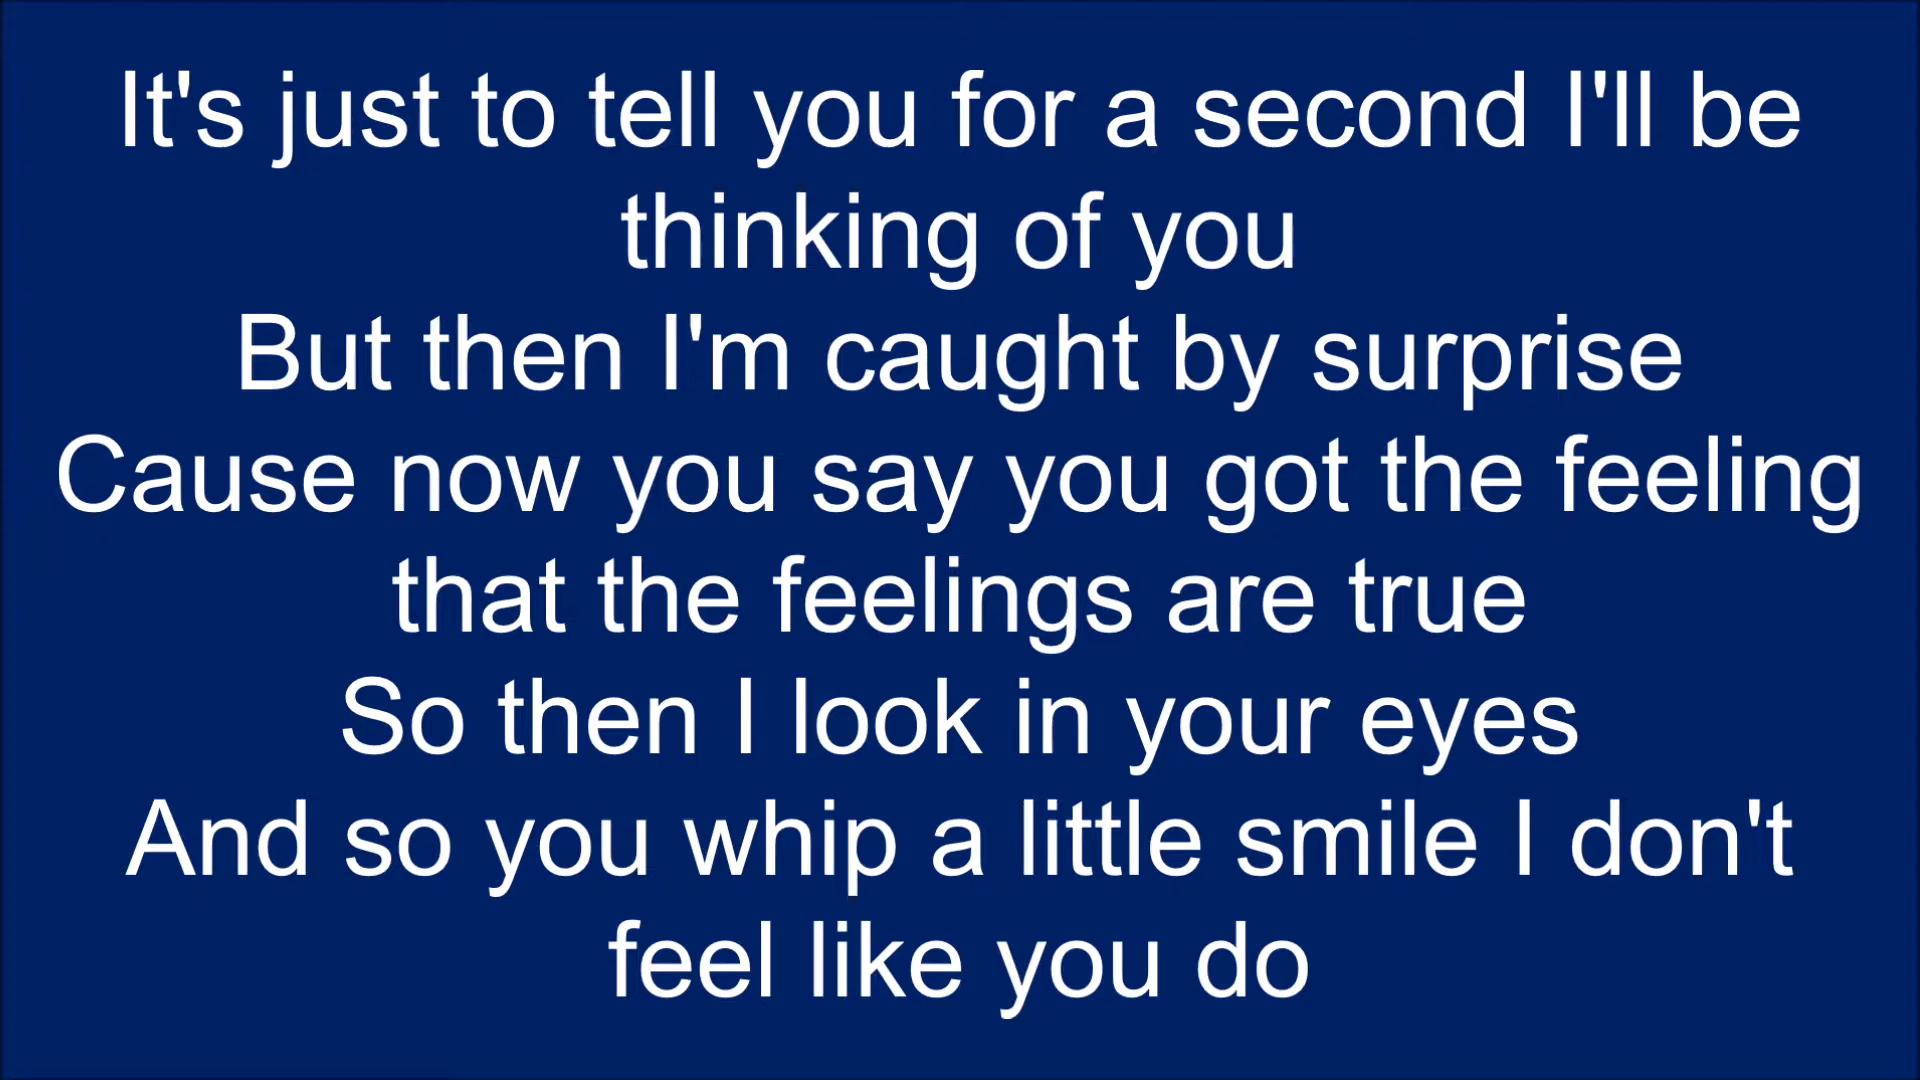 It's just to tell you for a second I'll be
thinking of you
But then I'm caught by surprise
Cause now you say you got the feeling
that the feelings are true
So then I look in your eyes
And so you whip a little smile I don't
feel like you do